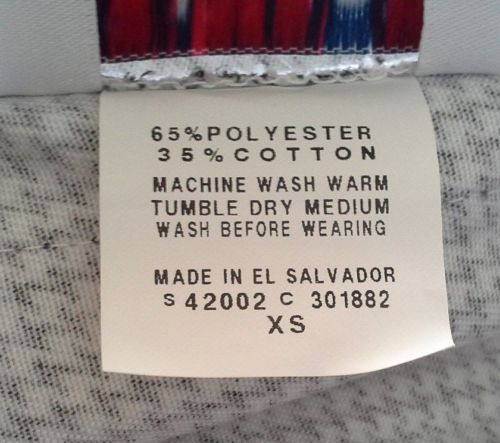 65% POLYESTER
35% COTTON
MACHINE WASH WARM
TUMBLE DRY MEDIUM
WASH BEFORE WEARING
MADE IN EL SALVADOR
S 42002 C 301882
XS